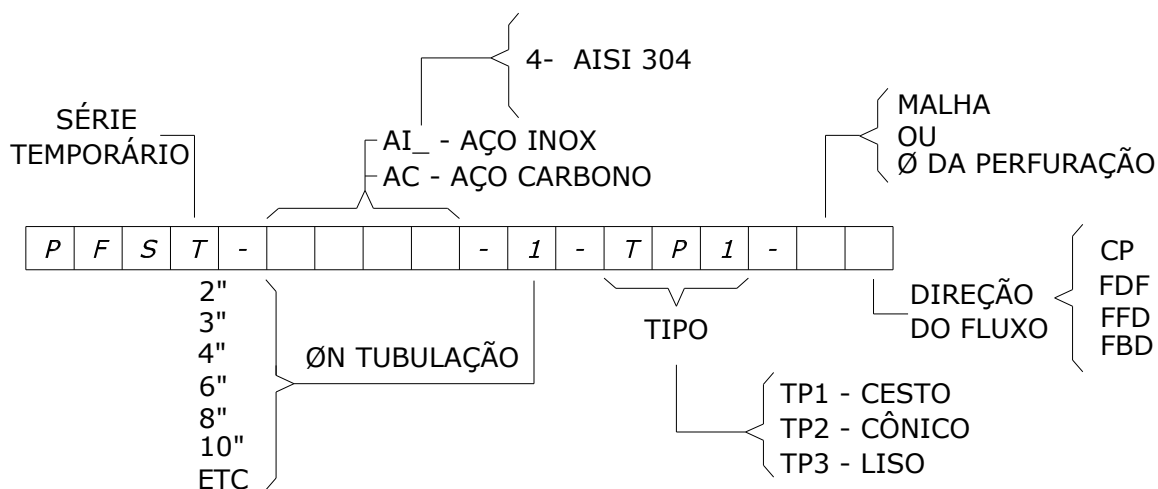 4- AISI 304
SÉRIE
TEMPORÁRIO
AI_ - AÇO INOX
AC - AÇO CARBONO
MALHA
OU
Ø DA PERFURAÇÃO
P F S T - - 1 - T P 1 -
2"
3"
4"
6"
8"
10"
ETC
ØN TUBULAÇÃO
TIPO
TP1 - CESTO
TP2 - CÔNICO
TP3 - LISO
DIREÇÃO
DO FLUXO
CP
FDF
FFD
FBD